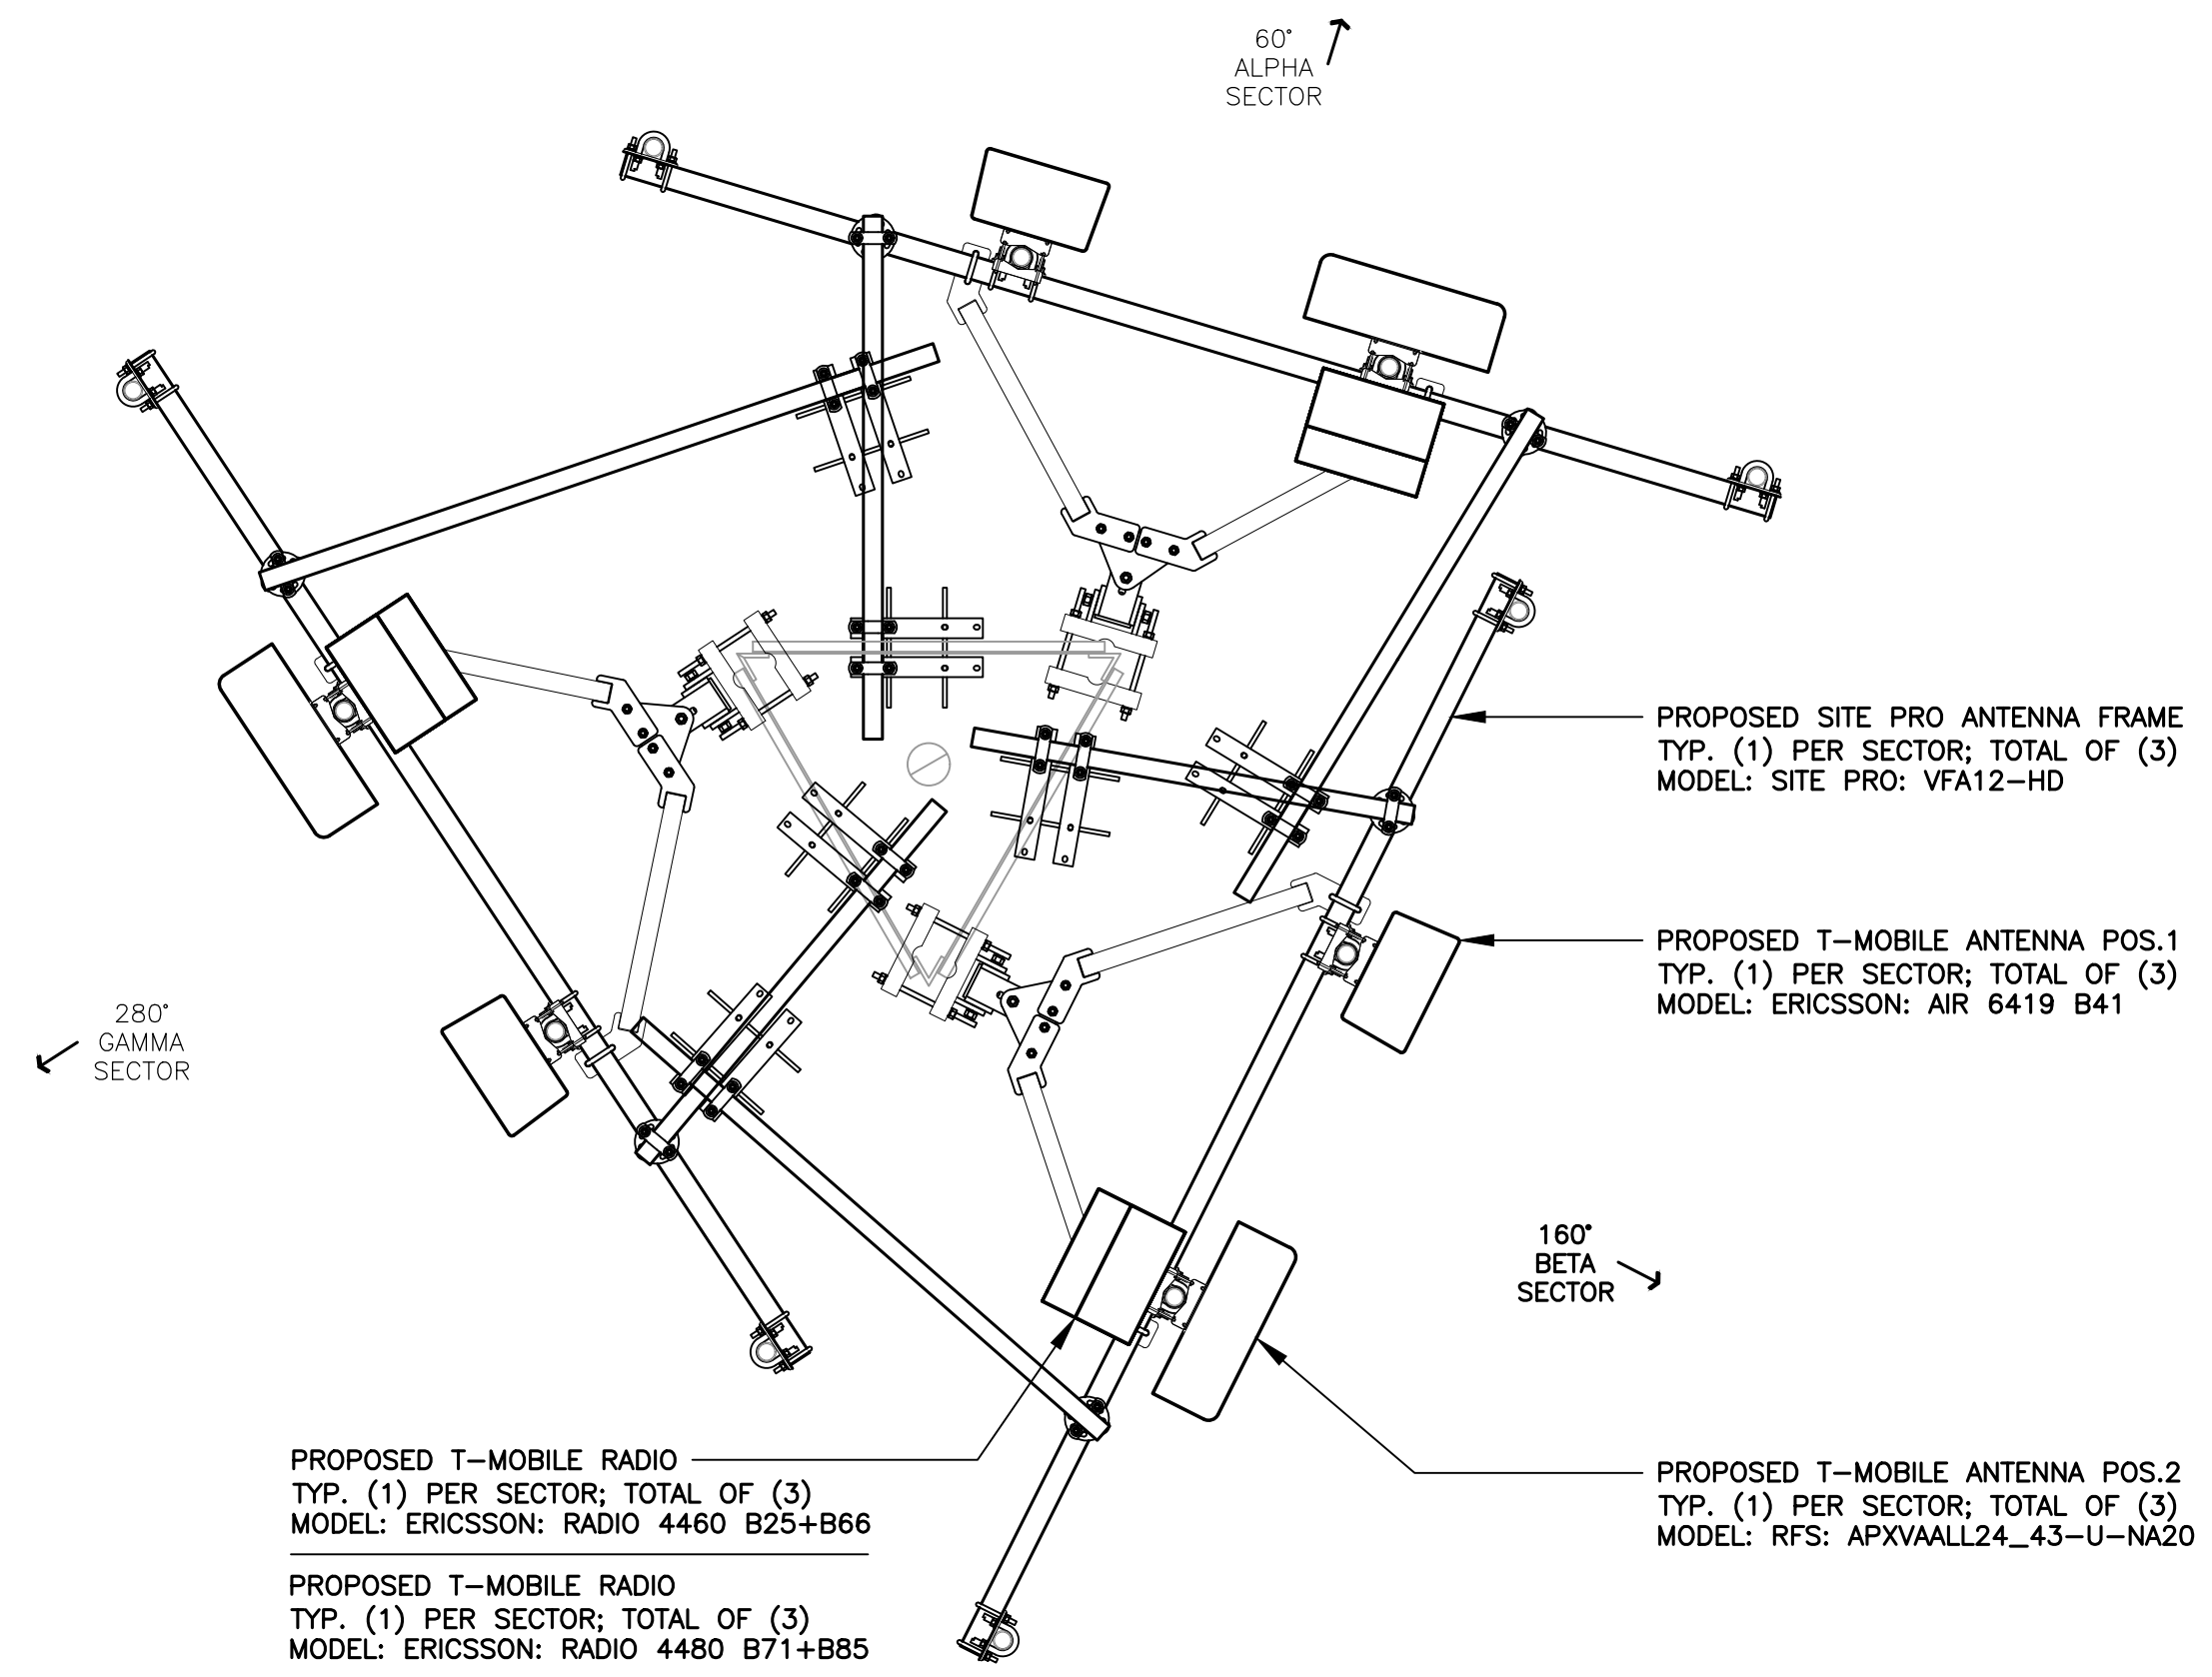 60°
ALPHA
SECTOR
PROPOSED SITE PRO ANTENNA FRAME
TYP. (1) PER SECTOR; TOTAL OF (3)
MODEL: SITE PRO: VFA12-HD
PROPOSED T-MOBILE ANTENNA POS.1
TYP. (1) PER SECTOR; TOTAL OF (3)
MODEL: ERICSSON: AIR 6419 B41
280°
GAMMA
SECTOR
160°
BETA
SECTOR
PROPOSED T-MOBILE RADIO
TYP. (1) PER SECTOR; TOTAL OF (3)
MODEL: ERICSSON: RADIO 4460 B25+B66
PROPOSED T-MOBILE RADIO
TYP. (1) PER SECTOR; TOTAL OF (3)
MODEL: ERICSSON: RADIO 4480 B71+B85
PROPOSED T-MOBILE ANTENNA POS.2
TYP. (1) PER SECTOR; TOTAL OF (3)
MODEL: RFS: APXVAALL24_43-U-NA20